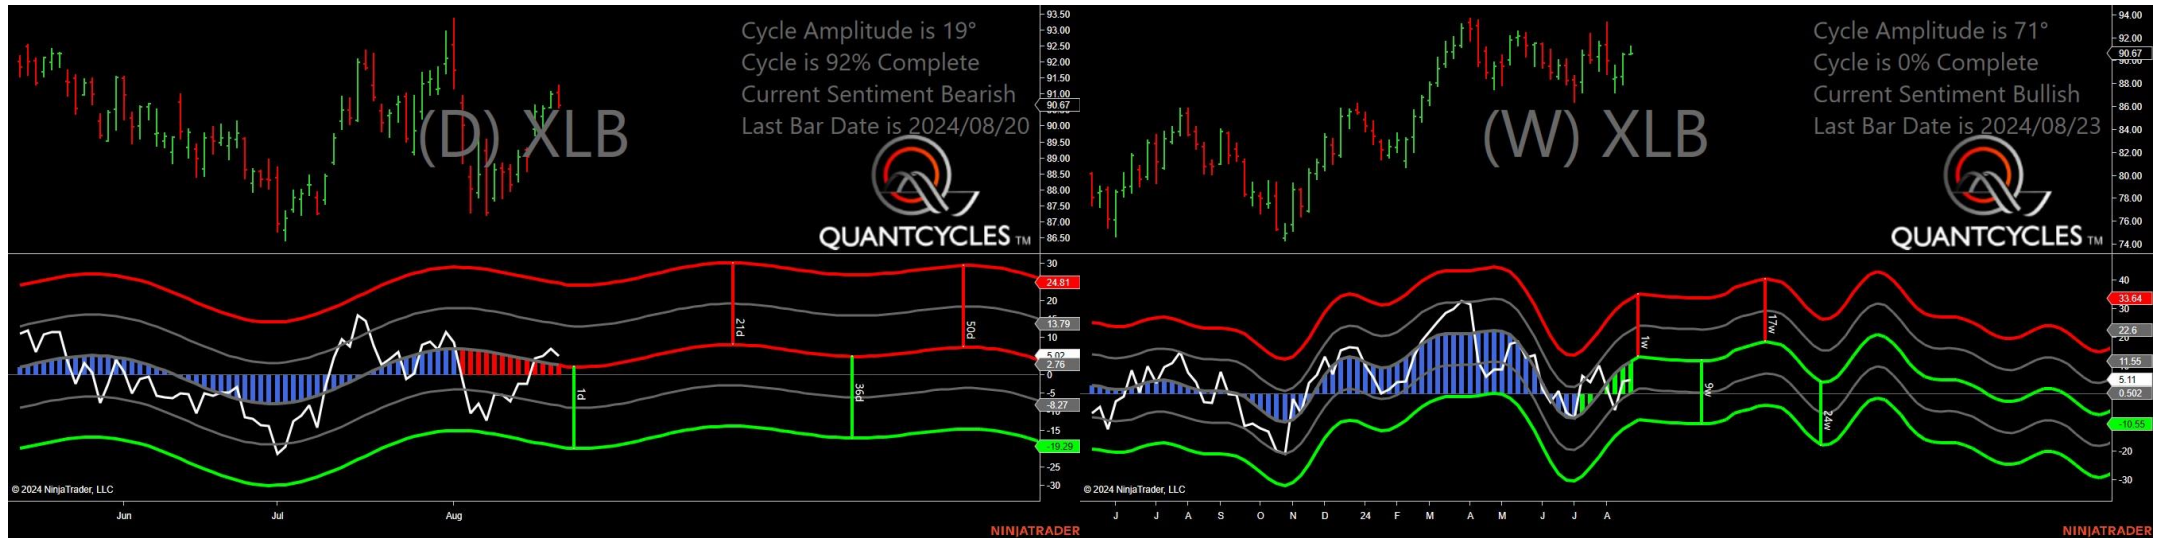 Cycle Amplitude is 19°
Cycle is 92% Complete
Current Sentiment Bearish
Last Bar Date is 2024/08/20
(D) XLB
QUANTCYCLES TM
93.50
93.00
92.50
92.00
91.50
91.00
90.67
90.00
89.50
89.00
88.50
88.00
87.50
87.00
86.50
30
24.81
20
13.79
10
5.02
2.76
0
-5
-8.27
-15
-19.29
-25
-30
21d
50d
1d
36d
© 2024 NinjaTrader, LLC
Jun
Jul
Aug
NINJATRADER
Cycle Amplitude is 71°
Cycle is 0% Complete
Current Sentiment Bullish
Last Bar Date is 2024/08/23
(W) XLB
QUANTCYCLES TM
94.00
92.00
90.67
90.00
88.00
86.00
84.00
82.00
80.00
78.00
76.00
74.00
40
33.64
30
22.6
20
11.55
5.11
0.502
-10.55
-20
-30
1w
17w
9w
© 2024 NinjaTrader, LLC
J
J
A
S
O
N
D
24
F
M
A
M
J
J
A
NINJATRADER